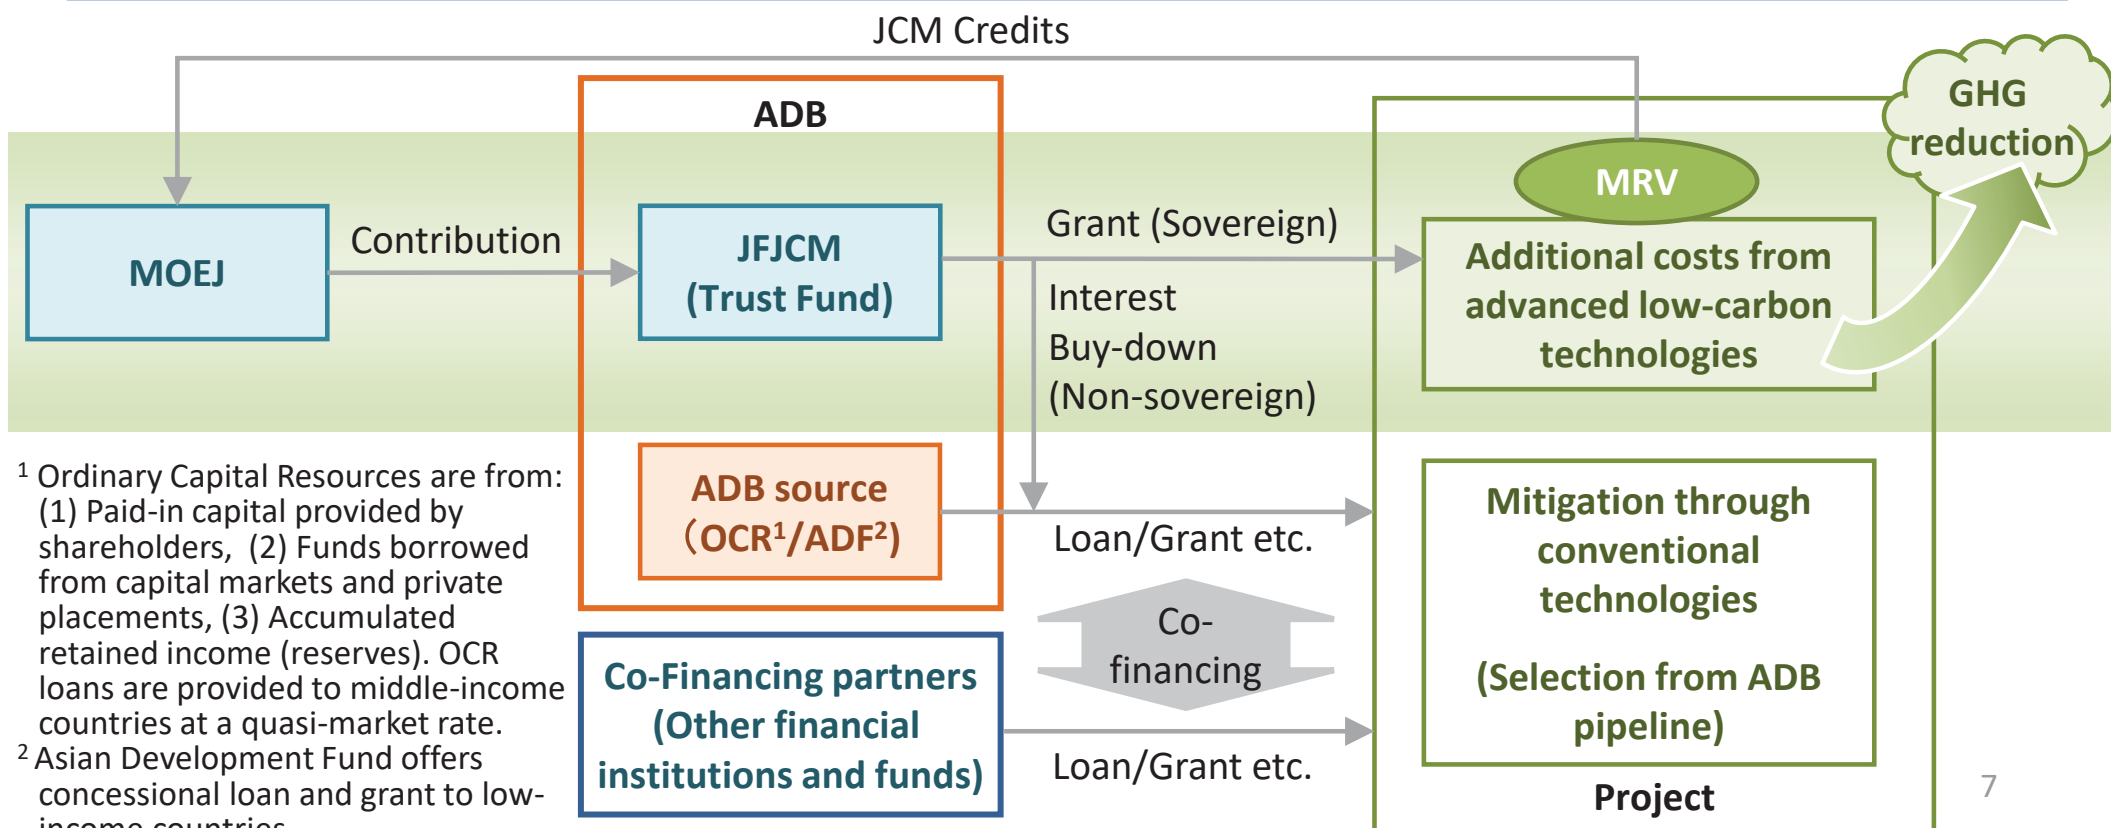 JCM Credits
ADB
GHG
reduction
MRV
MOEJ
Contribution
JFJCM
(Trust Fund)
Grant (Sovereign)
Interest
Buy-down
(Non-sovereign)
Additional costs from
advanced low-carbon
technologies
ADB source
（OCR¹/ADF²)
Loan/Grant etc.
Co-
financing
Mitigation through
conventional
technologies
(Selection from ADB
pipeline)
Co-Financing partners
(Other financial
institutions and funds)
Loan/Grant etc.
Project
¹ Ordinary Capital Resources are from:
(1) Paid-in capital provided by
shareholders, (2) Funds borrowed
from capital markets and private
placements, (3) Accumulated
retained income (reserves). OCR
loans are provided to middle-income
countries at a quasi-market rate.
² Asian Development Fund offers
concessional loan and grant to low-
income countries
7